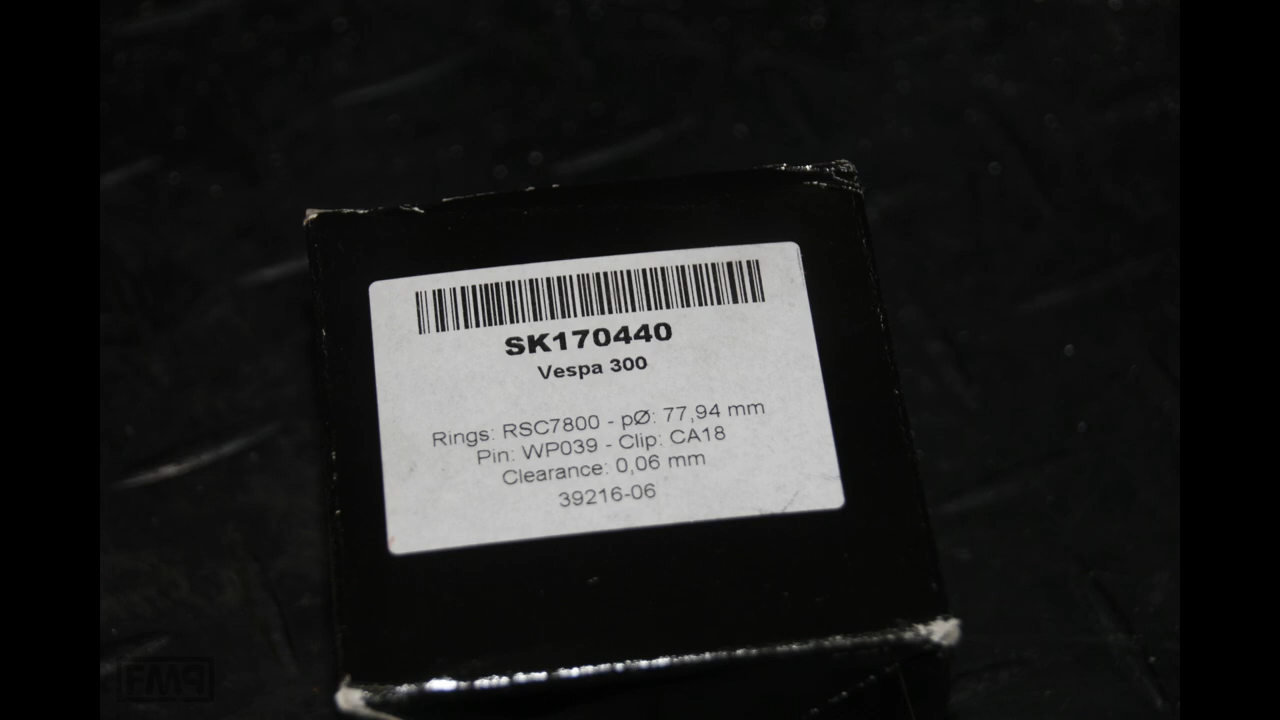 SK170440
Vespa 300
Rings: RSC7800 - pØ: 77,94 mm
Pin: WP039 - Clip: CA18
Clearance: 0,06 mm
39216-06
FMP